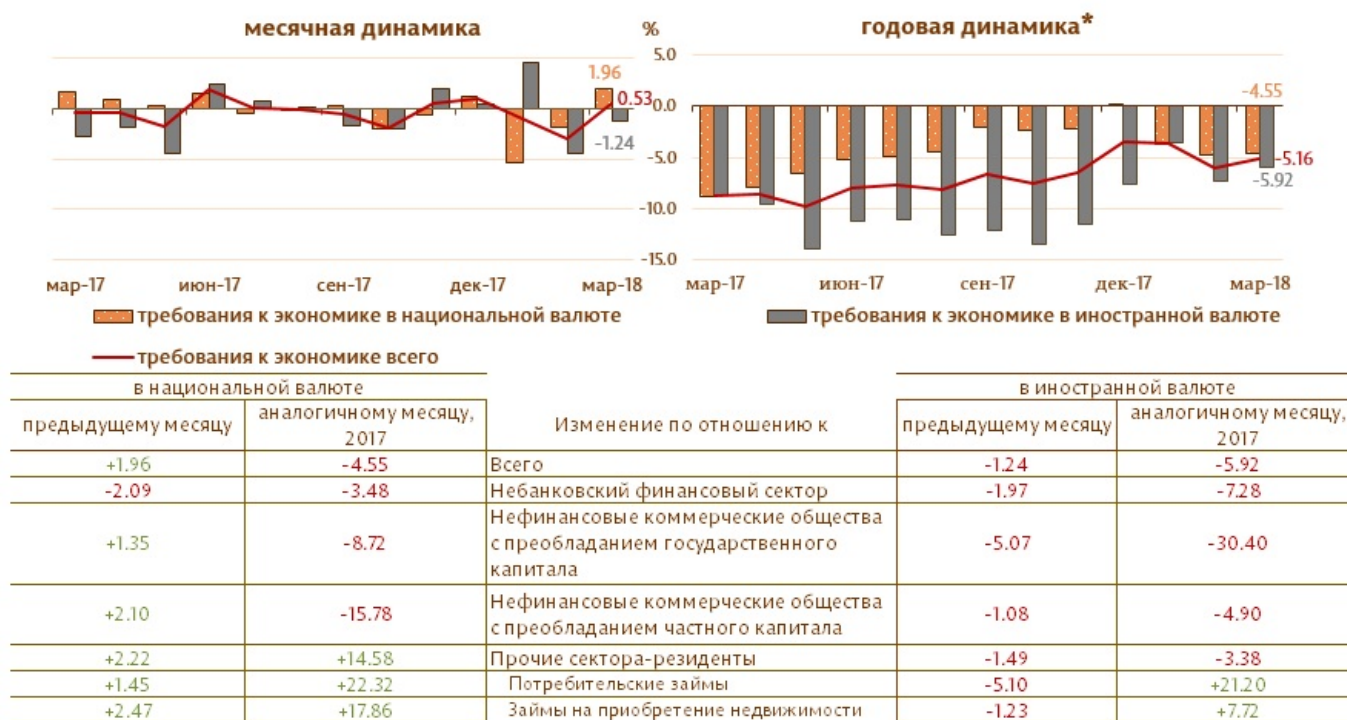 месячная динамика
%
годовая динамика*
5.0
0.0
-5.0
-10.0
-15.0
1.96
0.53
-1.24
-4.55
-5.16
-5.92
мар-17 июн-17 сен-17 дек-17 мар-18
мар-17 июн-17 сен-17 дек-17 мар-18
требования к экономике в национальной валюте
требования к экономике в иностранной валюте
требования к экономике всего
в национальной валюте
в иностранной валюте
предыдущему месяцу
аналогичному месяцу,
2017
Изменение по отношению к
предыдущему месяцу
аналогичному месяцу,
2017
+1.96 -4.55 Всего -1.24 -5.92
-2.09 -3.48 Небанковский финансовый сектор -1.97 -7.28
Нефинансовые коммерческие общества
+1.35 -8.72 с преобладанием государственного -5.07 -30.40
капитала
Нефинансовые коммерческие общества
+2.10 -15.78 -1.08 -4.90
с преобладанием частного капитала
+2.22 +14.58 Прочие сектора-резиденты -1.49 -3.38
+1.45 +22.32 Потребительские займы -5.10 +21.20
+2.47 +17.86 Займы на приобретение недвижимости -1.23 +7.72